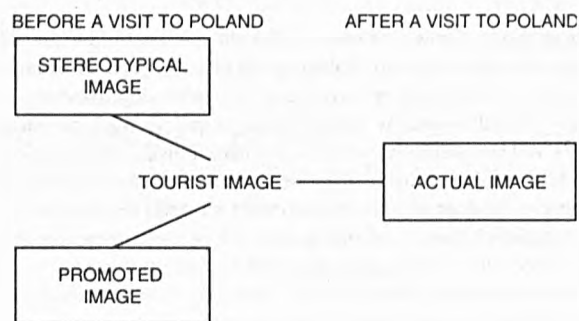 BEFORE A VISIT TO POLAND
AFTER A VISIT TO POLAND
STEREOTYPICAL
IMAGE
TOURIST IMAGE
ACTUAL IMAGE
PROMOTED
IMAGE